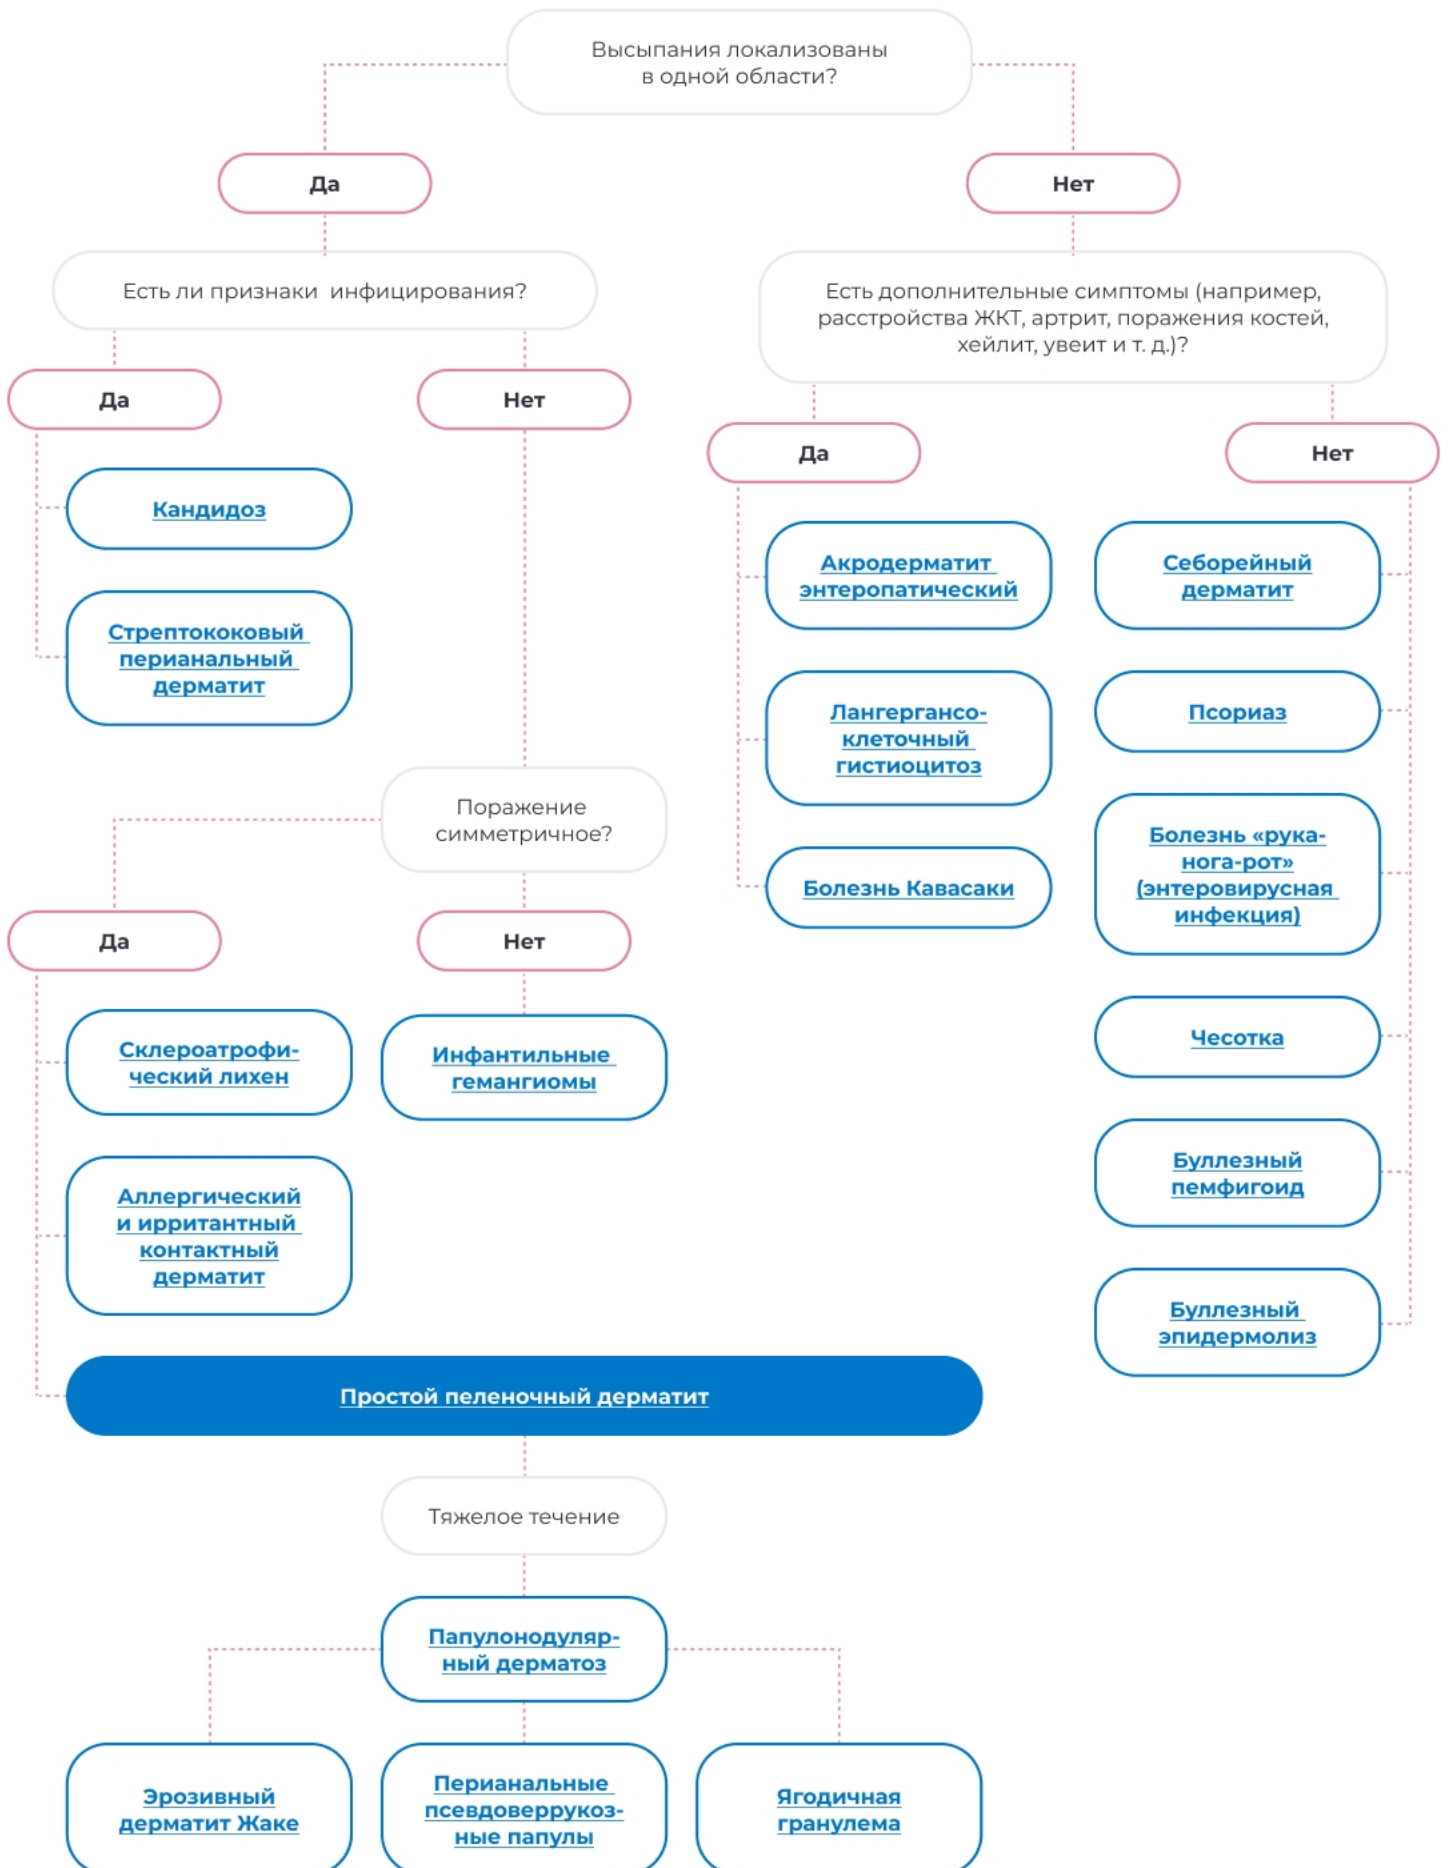 Высыпания локализованы
в одной области?
Да
Нет
Есть ли признаки инфицирования?
Есть дополнительные симптомы (например,
расстройства ЖКТ, артрит, поражения костей,
хейлит, увеит и т. д.)?
Да
Нет
Да
Нет
Кандидоз
Стрептококовый
перианальный
дерматит
Акродерматит
энтеропатический
Себорейный
дерматит
Лангергансо-
клеточный
гистиоцитоз
Псориаз
Поражение
симметричное?
Болезнь Кавасаки
Болезнь «рука-
нога-рот»
(энтеровирусная
инфекция)
Да
Нет
Склероатрофи-
ческий лихен
Инфантильные
гемангиомы
Чесотка
Аллергический
и ирритантный
контактный
дерматит
Буллезный
пемфигоид
Буллезный
эпидермолиз
Простой пеленочный дерматит
Тяжелое течение
Папулонодуляр-
ный дерматоз
Эрозивный
дерматит Жаке
Перианальные
псевдоверрукоз-
ные папулы
Ягодичная
гранулема